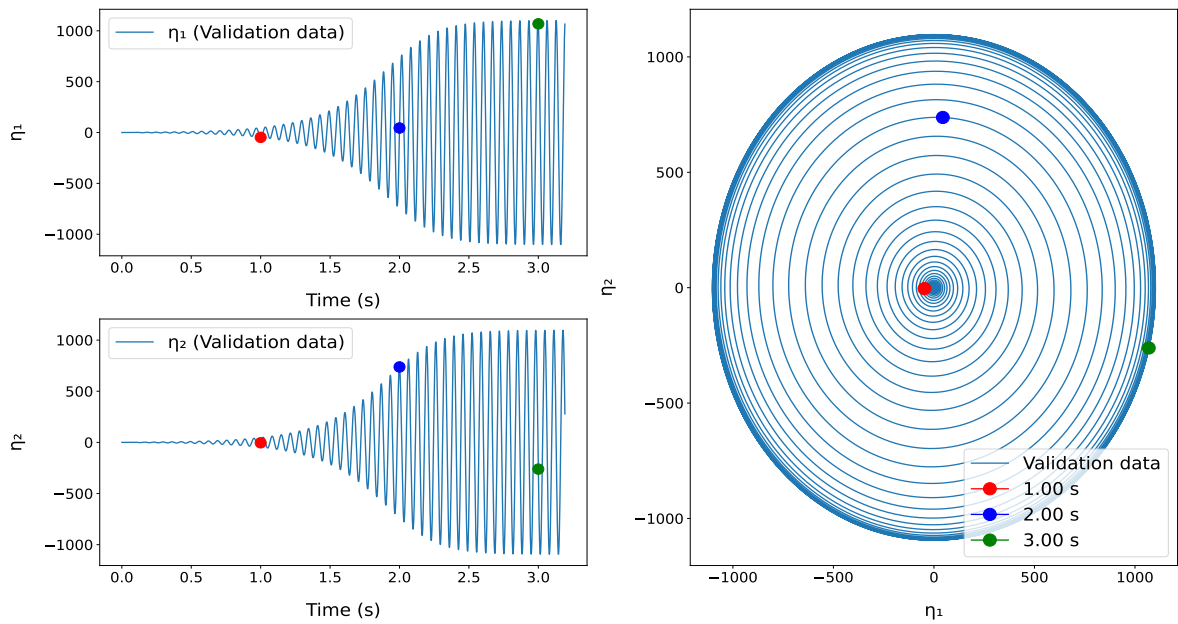 η₁ (Validation data)
1000
500
0
−500
−1000
η₁
0.0 0.5 1.0 1.5 2.0 2.5 3.0
Time (s)
η₂ (Validation data)
1000
500
0
−500
−1000
η₂
0.0 0.5 1.0 1.5 2.0 2.5 3.0
Time (s)
1000
500
0
−500
−1000
η₂
Validation data
1.00 s
2.00 s
3.00 s
−1000 −500 0 500 1000
η₁